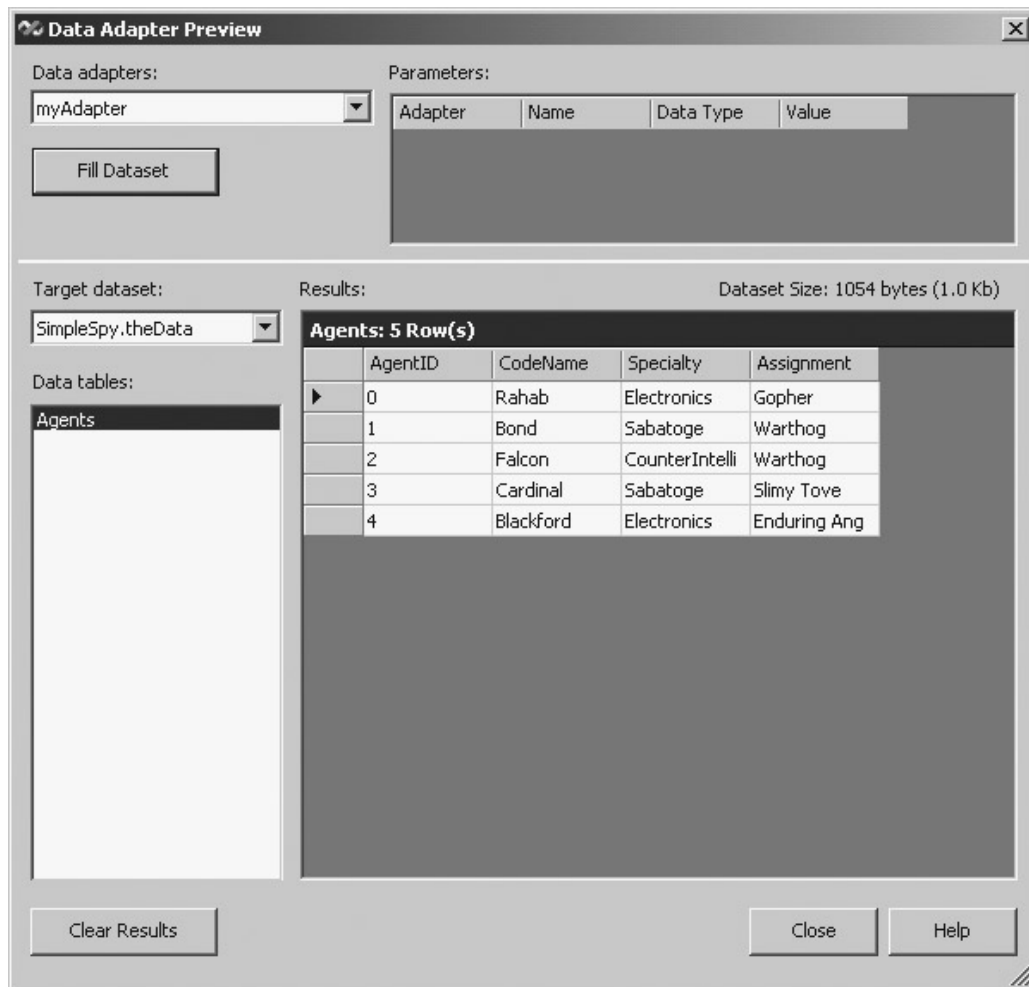 Data Adapter Preview
Data adapters:
Parameters:
myAdapter
Adapter Name Data Type Value
Fill Dataset
Target dataset:
Results:
Dataset Size: 1054 bytes (1.0 Kb)
SimpleSpy.theData
Agents: 5 Row(s)
AgentID CodeName Specialty Assignment
Data tables:
Agents
0 Rahab Electronics Gopher
1 Bond Sabatoge Warthog
2 Falcon CounterIntelli Warthog
3 Cardinal Sabatoge Slimy Tove
4 Blackford Electronics Enduring Ang
Clear Results
Close
Help